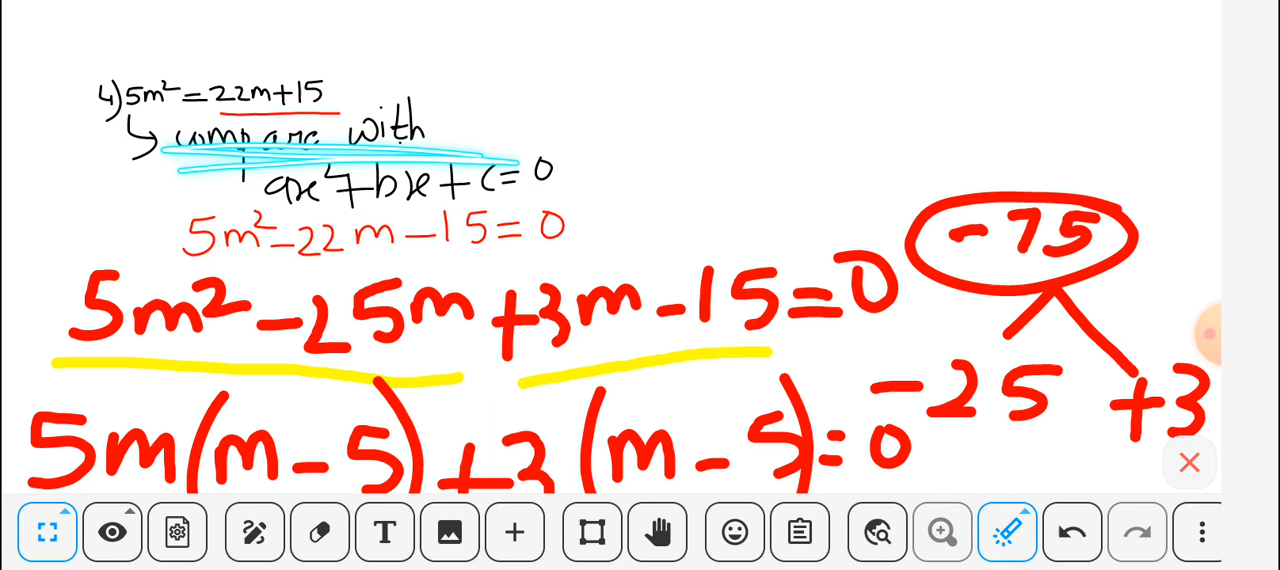 4) 5m²=22m+15
↳ compare with
ax²+bx+c=0
5m²-22m-15=0
-75
5m²-25m+3m-15=0
-25 +3
5m(m-5)+3(m-5)=0
T